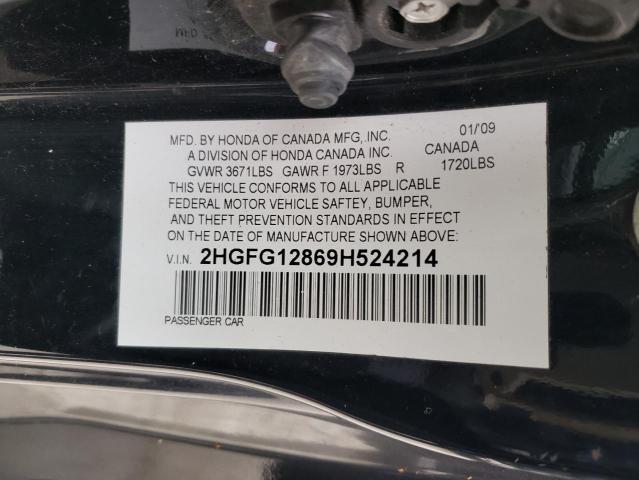 MFD. BY HONDA OF CANADA MFG, INC. 01/'09
A DIVISION OF HONDA CANADA INC. CANADA
GVWR 3671LBS GAWR F 1973LBS R 1720LBS
THIS VEHICLE CONFORMS TO ALL APPLICABLE
FEDERAL MOTOR VEHICLE SAFTEY, BUMPER,
AND THEFT PREVENTION STANDARDS IN EFFECT
ON THE DATE OF MANUFACTURE SHOWN ABOVE:
V.I.N. 2HGFG12869H524214
PASSENGER CAR